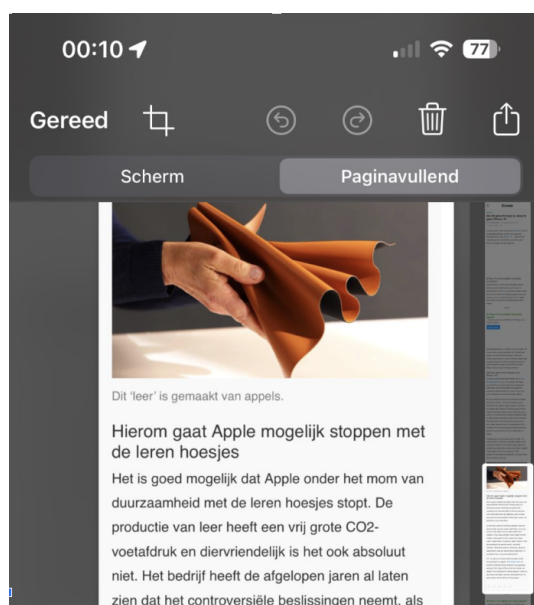 00:10
77
Gereed
Scherm
Paginavullend
Dit 'leer' is gemaakt van appels.
Hierom gaat Apple mogelijk stoppen met
de leren hoesjes
Het is goed mogelijk dat Apple onder het mom van
duurzaamheid met de leren hoesjes stopt. De
productie van leer heeft een vrij grote CO2-
voetafdruk en diervriendelijk is het ook absoluut
niet. Het bedrijf heeft de afgelopen jaren al laten
zien dat het controversiële beslissingen neemt, als